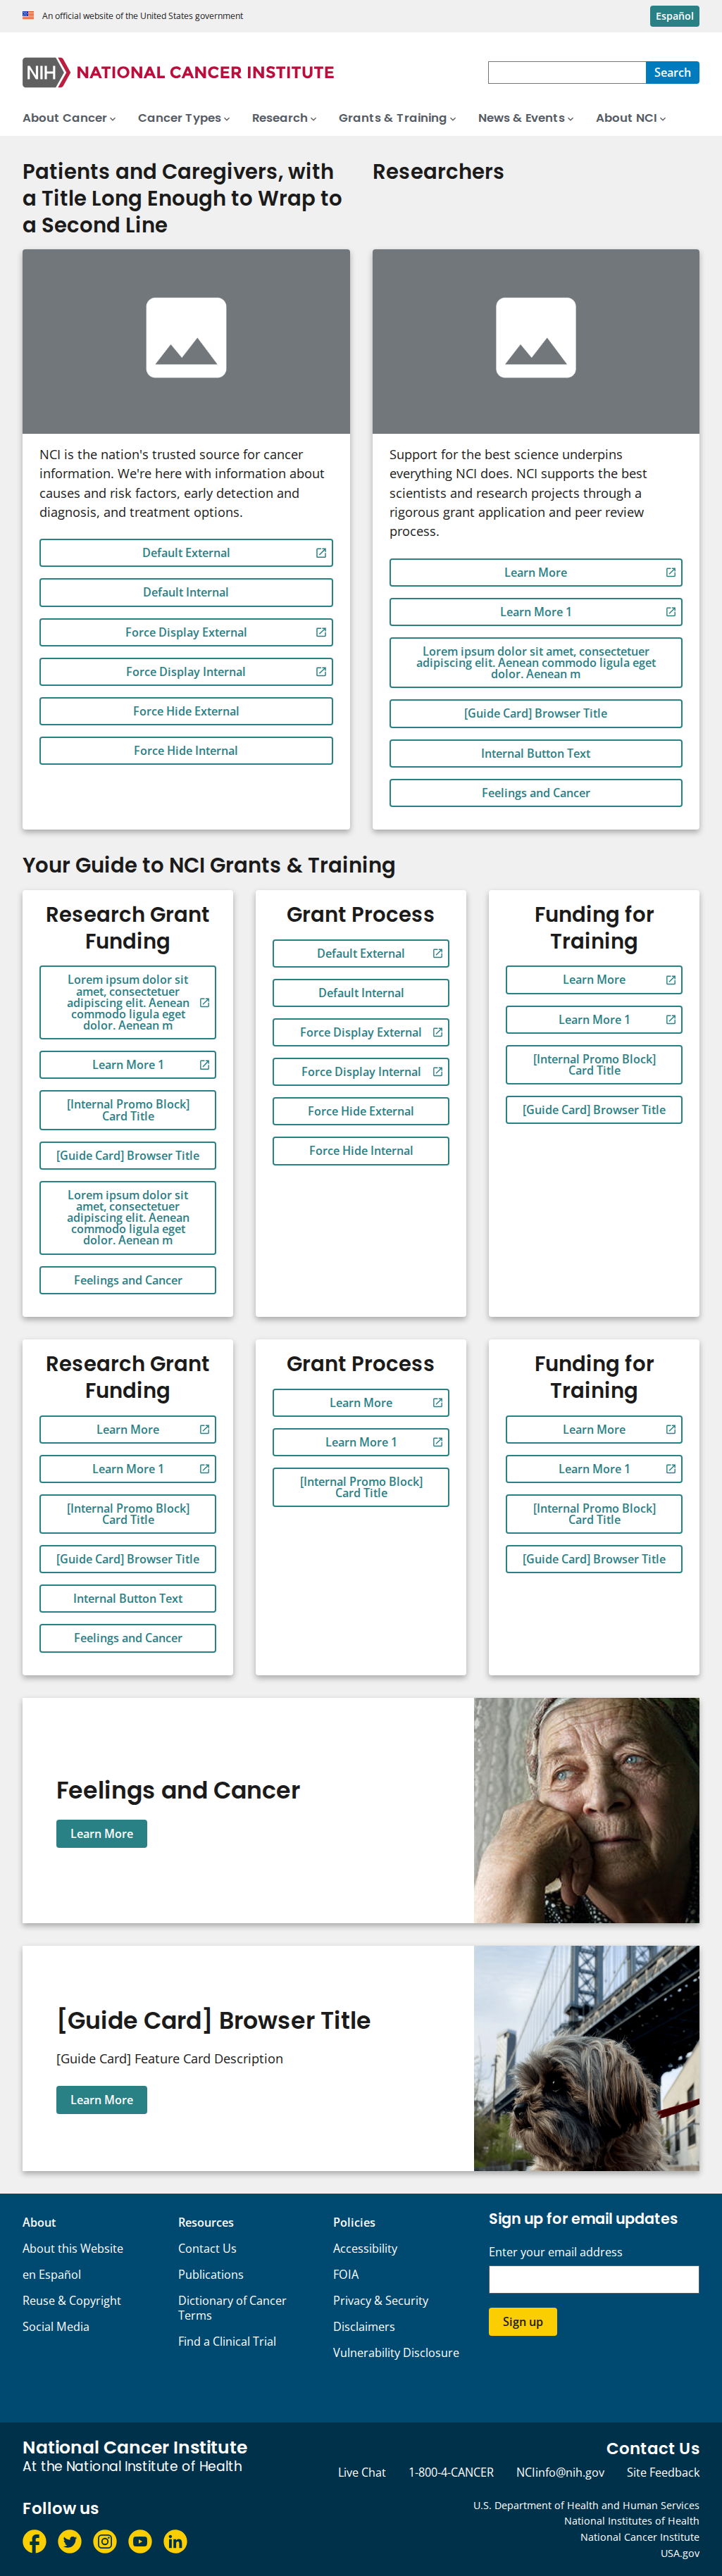 An official website of the United States government
Español
NIH NATIONAL CANCER INSTITUTE
Search
About Cancer
Cancer Types
Research
Grants & Training
News & Events
About NCI
Patients and Caregivers, with
a Title Long Enough to Wrap to
a Second Line
NCI is the nation's trusted source for cancer
information. We're here with information about
causes and risk factors, early detection and
diagnosis, and treatment options.
Default External
Default Internal
Force Display External
Force Display Internal
Force Hide External
Force Hide Internal
Researchers
Support for the best science underpins
everything NCI does. NCI supports the best
scientists and research projects through a
rigorous grant application and peer review
process.
Learn More
Learn More 1
Lorem ipsum dolor sit amet, consectetuer
adipiscing elit. Aenean commodo ligula eget
dolor. Aenean m
[Guide Card] Browser Title
Internal Button Text
Feelings and Cancer
Your Guide to NCI Grants & Training
Research Grant
Funding
Lorem ipsum dolor sit
amet, consectetuer
adipiscing elit. Aenean
commodo ligula eget
dolor. Aenean m
Learn More 1
[Internal Promo Block]
Card Title
[Guide Card] Browser Title
Lorem ipsum dolor sit
amet, consectetuer
adipiscing elit. Aenean
commodo ligula eget
dolor. Aenean m
Feelings and Cancer
Grant Process
Default External
Default Internal
Force Display External
Force Display Internal
Force Hide External
Force Hide Internal
Funding for
Training
Learn More
Learn More 1
[Internal Promo Block]
Card Title
[Guide Card] Browser Title
Research Grant
Funding
Learn More
Learn More 1
[Internal Promo Block]
Card Title
[Guide Card] Browser Title
Internal Button Text
Feelings and Cancer
Grant Process
Learn More
Learn More 1
[Internal Promo Block]
Card Title
Funding for
Training
Learn More
Learn More 1
[Internal Promo Block]
Card Title
[Guide Card] Browser Title
Feelings and Cancer
Learn More
[Guide Card] Browser Title
[Guide Card] Feature Card Description
Learn More
About
About this Website
en Español
Reuse & Copyright
Social Media
Resources
Contact Us
Publications
Dictionary of Cancer
Terms
Find a Clinical Trial
Policies
Accessibility
FOIA
Privacy & Security
Disclaimers
Vulnerability Disclosure
Sign up for email updates
Enter your email address
Sign up
National Cancer Institute
At the National Institute of Health
Contact Us
Live Chat
1-800-4-CANCER
NCIinfo@nih.gov
Site Feedback
Follow us
U.S. Department of Health and Human Services
National Institutes of Health
National Cancer Institute
USA.gov